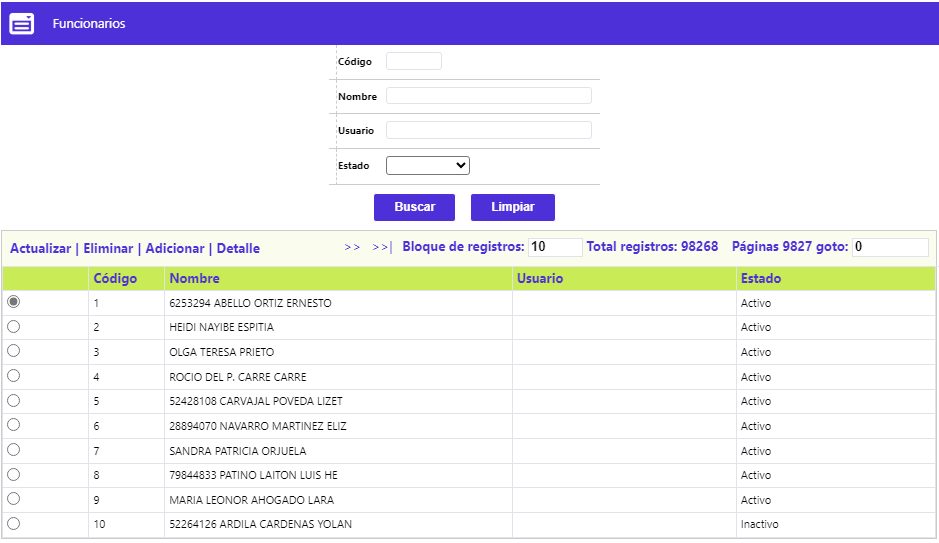 Funcionarios
Código
Nombre
Usuario
Estado
Buscar Limpiar
Actualizar | Eliminar | Adicionar | Detalle >> >>| Bloque de registros: 10 Total registros: 98268 Páginas 9827 goto: 0
Código Nombre Usuario Estado
1 6253294 ABELLO ORTIZ ERNESTO Activo
2 HEIDI NAYIBE ESPITIA Activo
3 OLGA TERESA PRIETO Activo
4 ROCIO DEL P. CARRE CARRE Activo
5 52428108 CARVAJAL POVEDA LIZET Activo
6 28894070 NAVARRO MARTINEZ ELIZ Activo
7 SANDRA PATRICIA ORJUELA Activo
8 79844833 PATINO LAITON LUIS HE Activo
9 MARIA LEONOR AHOGADO LARA Activo
10 52264126 ARDILA CARDENAS YOLAN Inactivo